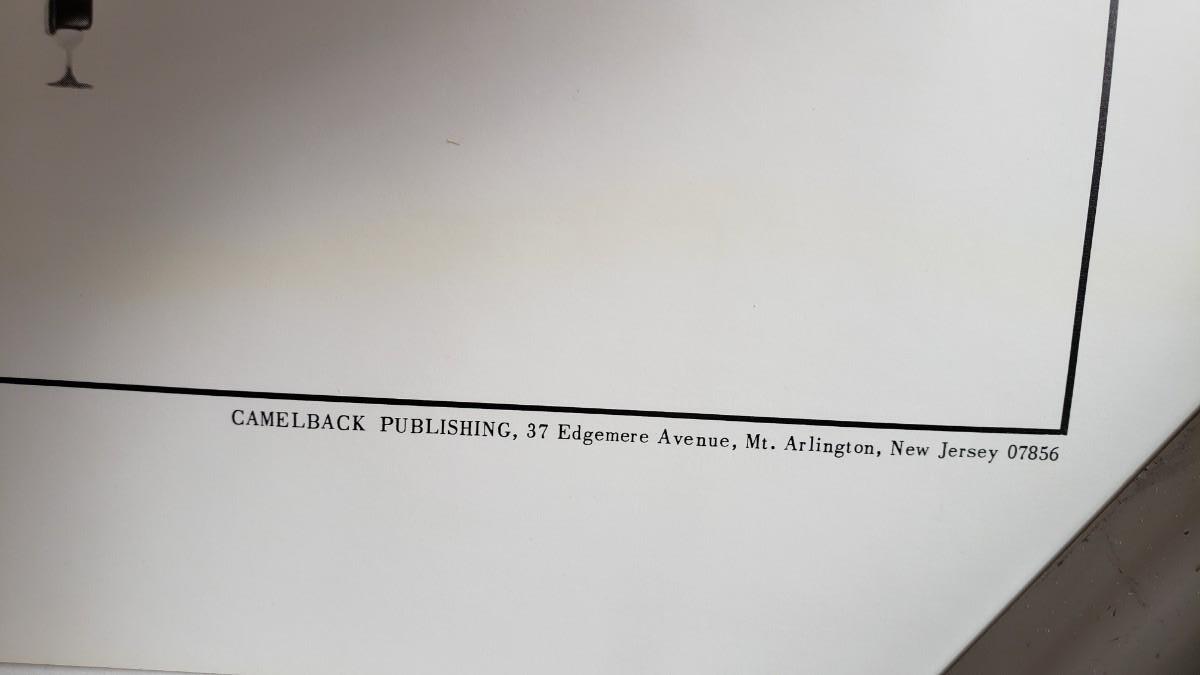 CAMELBACK PUBLISHING, 37 Edgemere Avenue, Mt. Arlington, New Jersey 07856